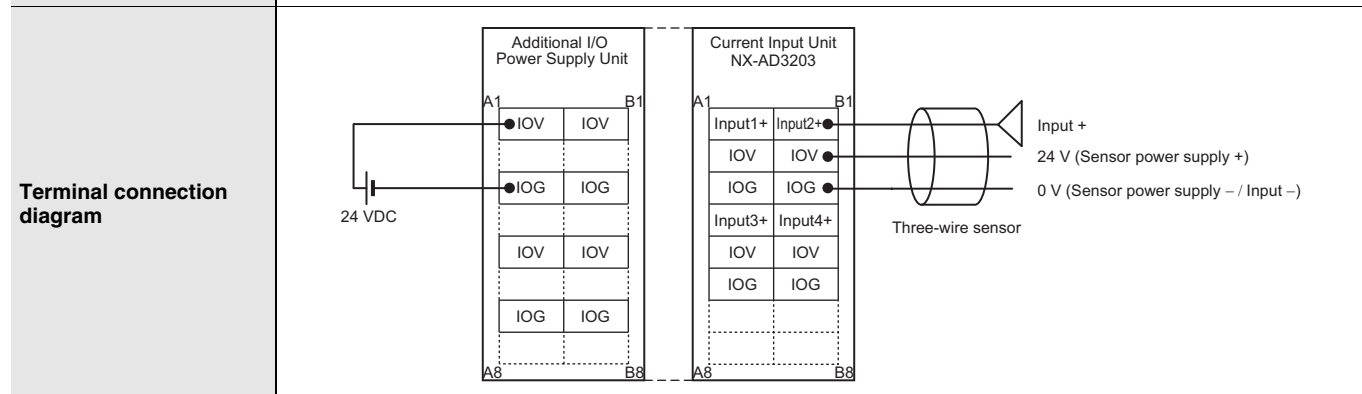 Terminal connection
diagram
Additional I/O
Power Supply Unit
A1
B1
IOV
IOV
IOG
IOG
IOV
IOV
IOG
IOG
A8
B8
24 VDC
Current Input Unit
NX-AD3203
A1
B1
Input1+
Input2+
IOV
IOV
IOG
IOG
Input3+
Input4+
IOV
IOV
IOG
IOG
A8
B8
Input +
24 V (Sensor power supply +)
0 V (Sensor power supply − / Input −)
Three-wire sensor